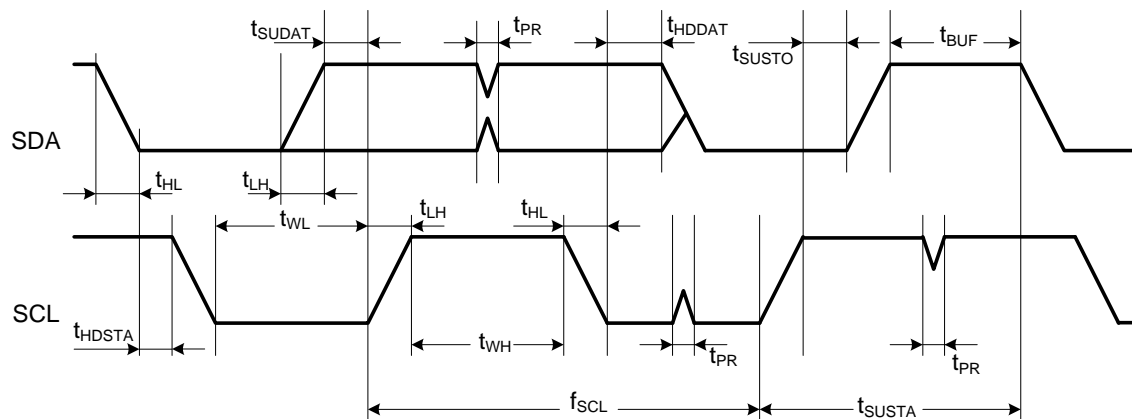 tSUDAT
tPR
tHDDAT
tSUSTO
tBUF
SDA
tHL
tLH
tWL
tLH
tHL
SCL
tHDSTA
tWH
tPR
tPR
fSCL
tSUSTA